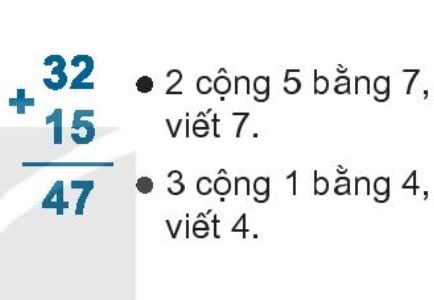 32
+
15
47
● 2 cộng 5 bằng 7,
viết 7.
● 3 cộng 1 bằng 4,
viết 4.